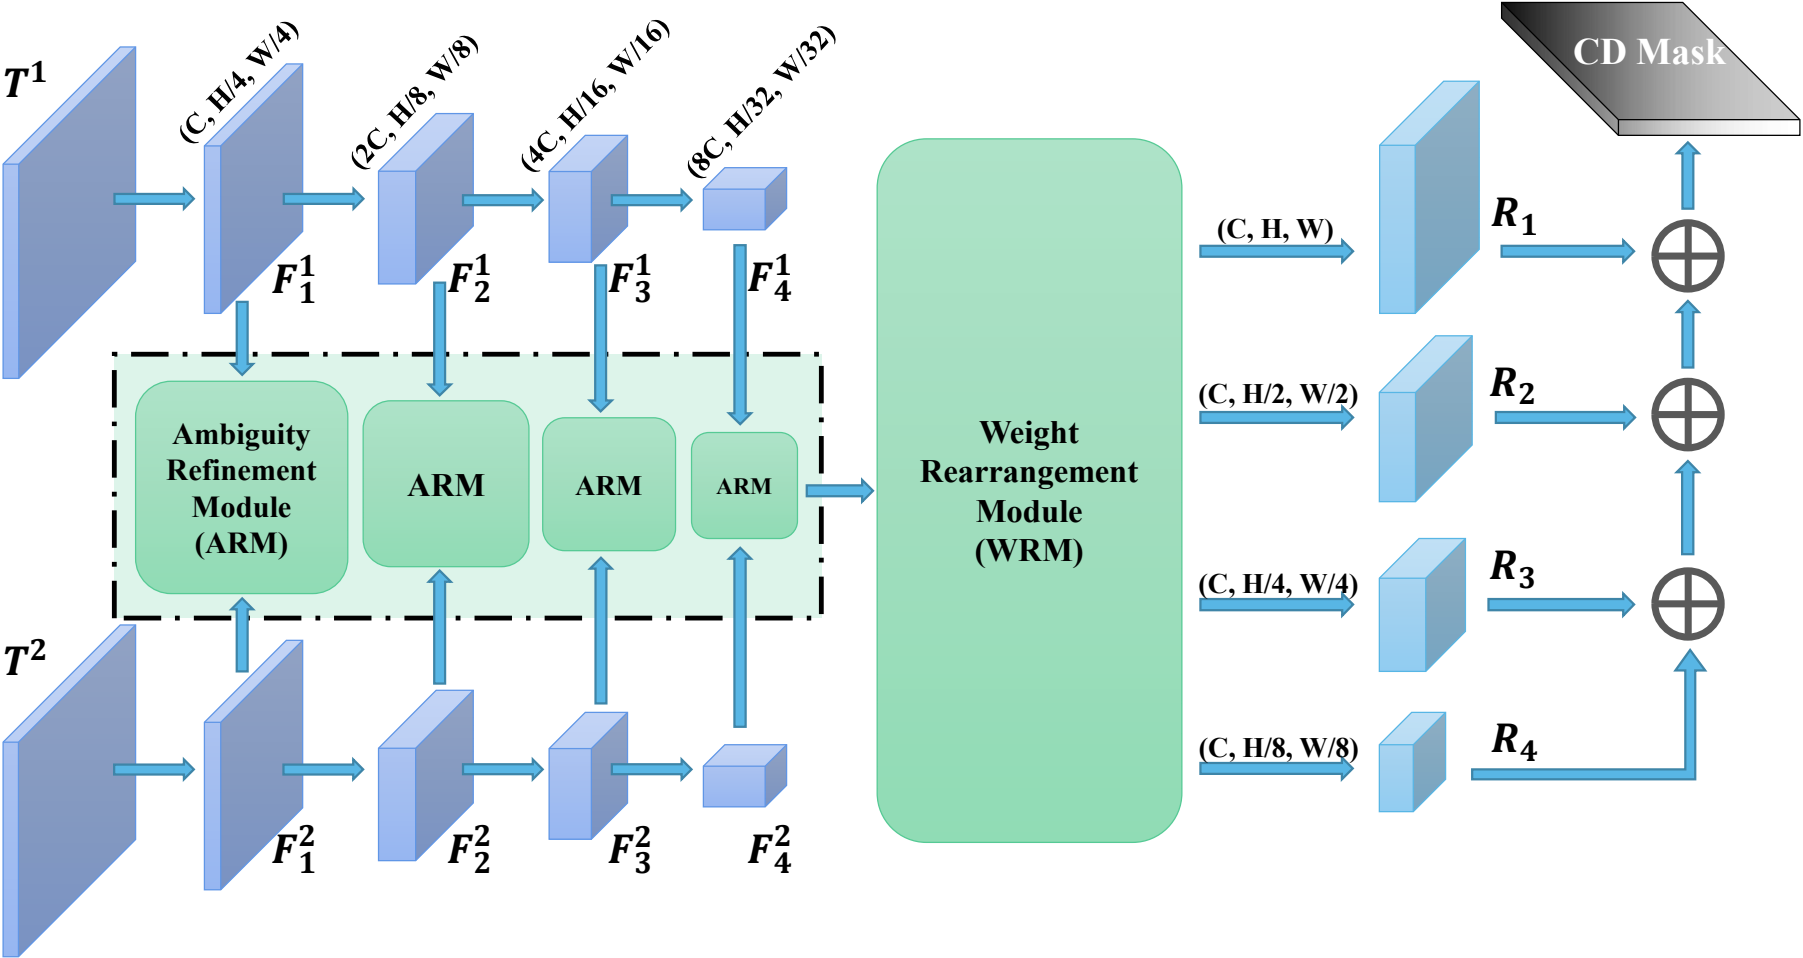 T¹
(C, H/4, W/4)
(2C, H/8, W/8)
(4C, H/16, W/16)
(8C, H/32, W/32)
F₁¹
F₂¹
F₃¹
F₄¹
Ambiguity
Refinement
Module
(ARM)
ARM
ARM
ARM
T²
F₁²
F₂²
F₃²
F₄²
Weight
Rearrangement
Module
(WRM)
(C, H, W)
(C, H/2, W/2)
(C, H/4, W/4)
(C, H/8, W/8)
R₁
R₂
R₃
R₄
CD Mask